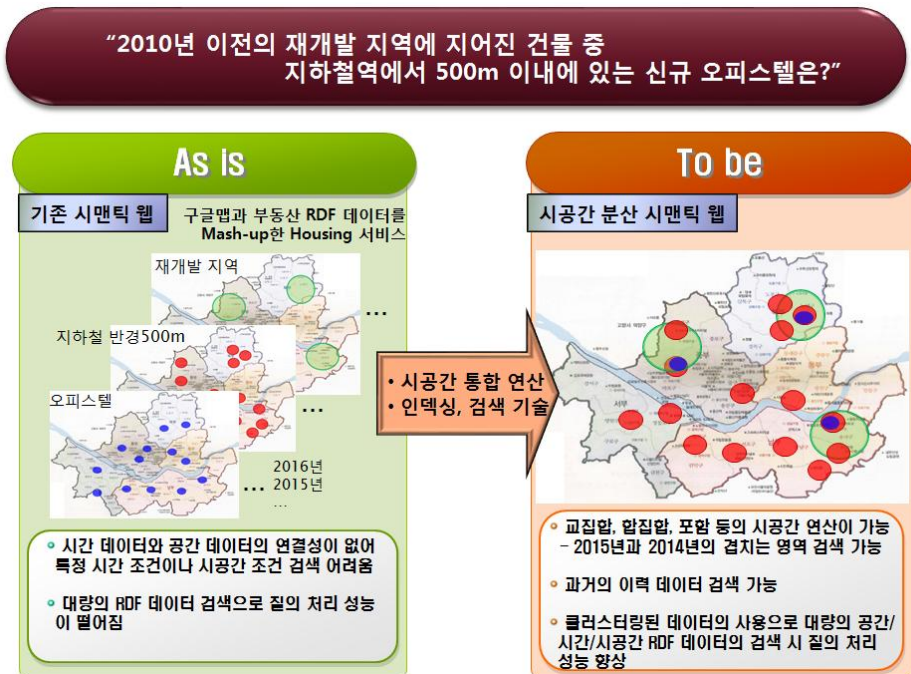 “2010년 이전의 재개발 지역에 지어진 건물 중
지하철역에서 500m 이내에 있는 신규 오피스텔은?”
As is
기존 시맨틱 웹
구글맵과 부동산 RDF 데이터를
Mash-up한 Housing 서비스
재개발 지역
...
지하철 반경500m
...
오피스텔
2016년
... 2015년
...
• 시간 데이터와 공간 데이터의 연결성이 없어
특정 시간 조건이나 시공간 조건 검색 어려움
• 대량의 RDF 데이터 검색으로 질의 처리 성능
이 떨어짐
• 시공간 통합 연산
• 인덱싱, 검색 기술
To be
시공간 분산 시맨틱 웹
서부
• 교집합, 합집합, 포함 등의 시공간 연산이 가능
– 2015년과 2014년의 겹치는 영역 검색 가능
• 과거의 이력 데이터 검색 가능
• 클러스터링된 데이터의 사용으로 대량의 공간/
시간/시공간 RDF 데이터의 검색 시 질의 처리
성능 향상